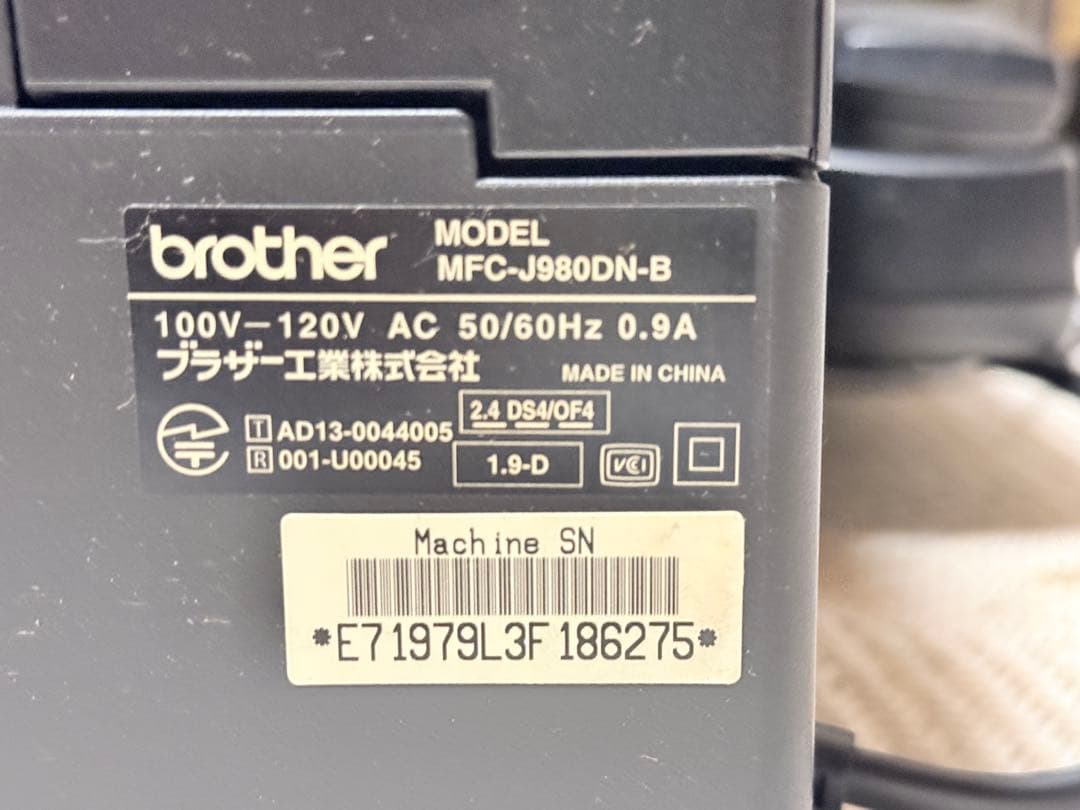 brother
MODEL
MFC-J980DN-B
100V-120V AC 50/60Hz 0.9A
ブラザー工業株式会社 MADE IN CHINA
2.4 DS4/OF4
T AD13-0044005
R 001-U00045
1.9-D
VCI
Machine SN
*E71979L3F186275*